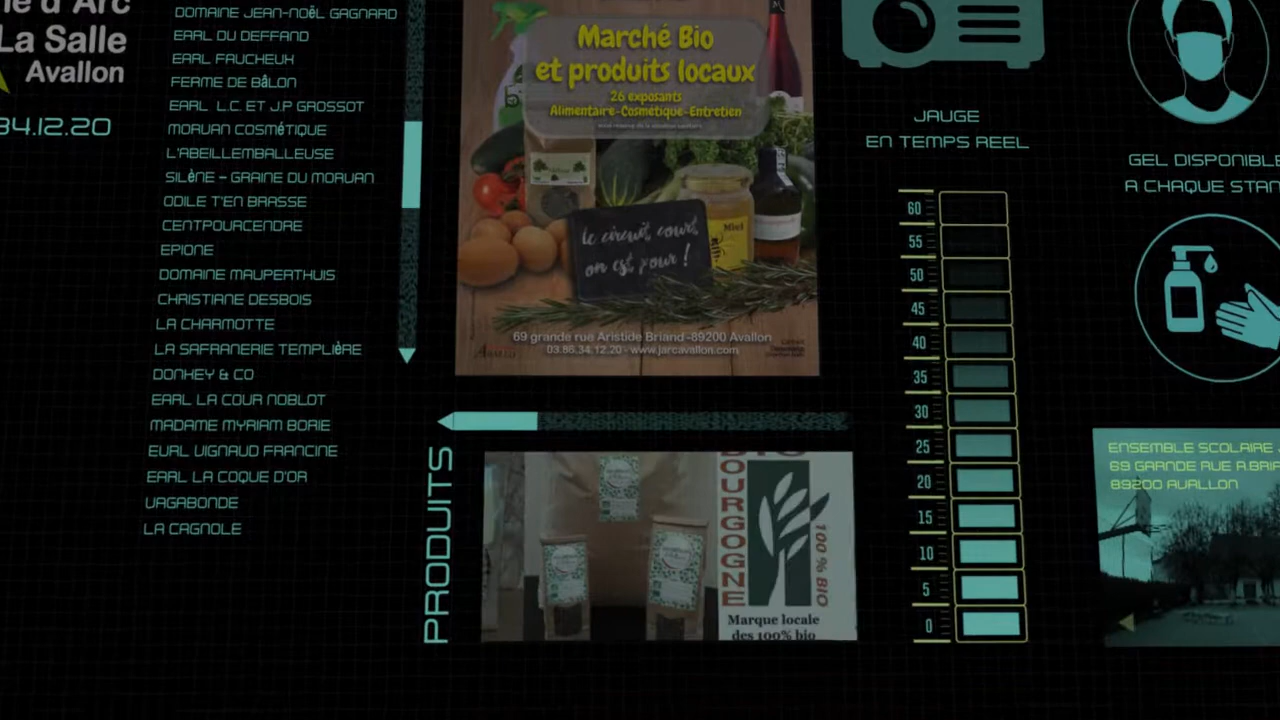 La Salle
Avallon
34.12.20
DOMAINE JEAN-NOËL GAGNARD
EARL DU DEFFAND
EARL FAUCHEUX
FERME DE BÂLON
EARL L.C. ET J.P GROSSOT
MORVAN COSMÉTIQUE
L'ABEILLEMBALLEUSE
SILÈNE - GRAINE DU MORVAN
ODILE T'EN BRASSE
CENTPOURCENDRE
EPIONE
DOMAINE MAUPERTHUIS
CHRISTIANE DESBOIS
LA CHARMOTTE
LA SAFRANERIE TEMPLIÈRE
DONKEY & CO
EARL LA COUR NOBLOT
MADAME MYRIAM BORIE
EURL VIGNAUD FRANCINE
EARL LA COQUE D'OR
VAGABONDE
LA CAGNOLE
Marché Bio
et produits locaux
26 exposants
Alimentaire-Cosmétique-Entretien
le circuit court,
on est pour !
Miel
69 grande rue Aristide Briand-89200 Avallon
03.86.34.12.20 - www.jarcavallon.com
PRODUITS
BIO
BOURGOGNE
100 % BIO
Marque locale
des 100% bio
JAUGE
EN TEMPS REEL
60
55
50
45
40
35
30
25
20
15
10
5
0
GEL DISPONIBLE
A CHAQUE STAN
ENSEMBLE SCOLAIRE
69 GRANDE RUE A.BRI
89200 AVALLON